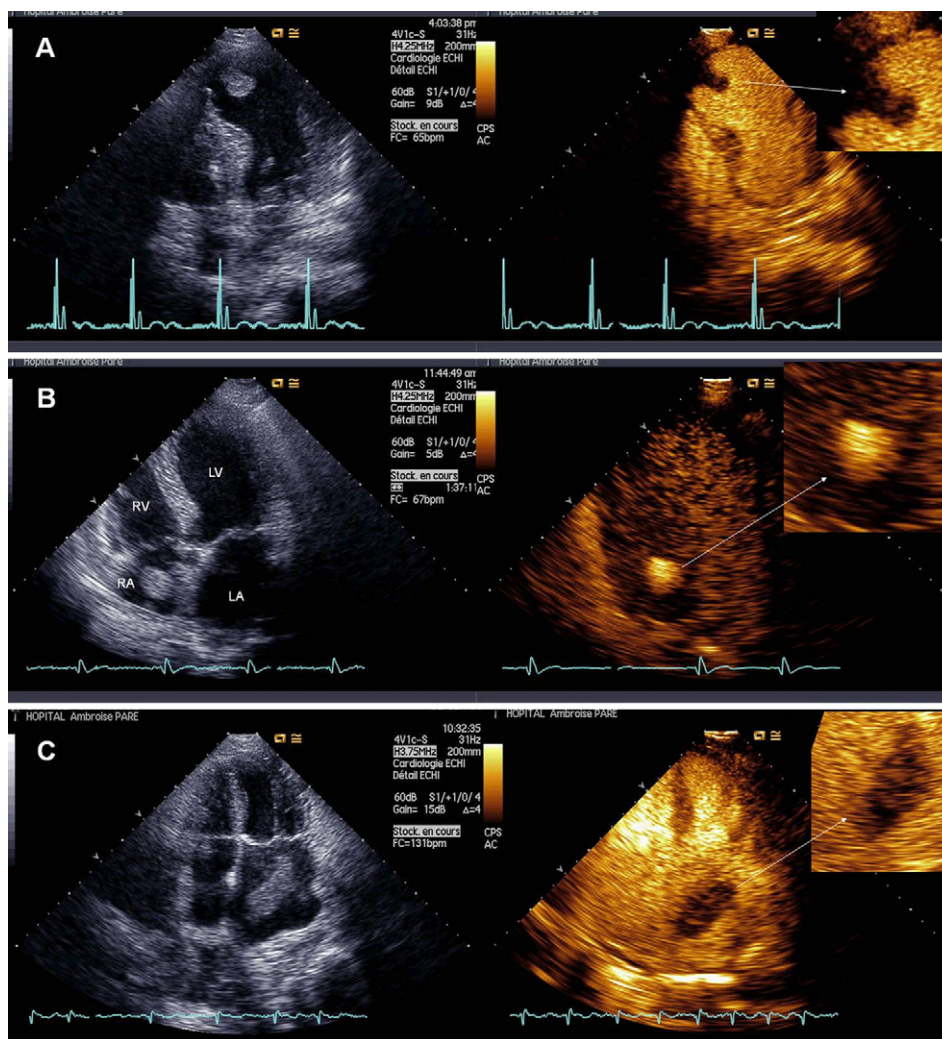 Hopital Ambroise Pare
A
4:03:38 pm
4V1c-S 31Hz
H4.25MHz 200mm
Cardiologie ECHI
Détail ECHI
60dB S1/+1/0/ 4
Gain= 9dB Δ=4
Stock. en cours
FC= 65bpm
CPS
AC
Hopital Ambroise Pare
B
11:44:49 am
4V1c-S 31Hz
H4.25MHz 200mm
Cardiologie ECHI
Détail ECHI
60dB S1/+1/0/ 4
Gain= 5dB Δ=4
Stock. en cours
1:37:11
FC= 67bpm
CPS
AC
LV
RV
RA
LA
HOPITAL Ambroise PARE
HOPITAL Ambroise PARE
C
10:32:35
4V1c-S 31Hz
H3.75MHz 200mm
Cardiologie ECHI
Détail ECHI
60dB S1/+1/0/ 4
Gain= 15dB Δ=4
Stock. en cours
FC=131bpm
CPS
AC